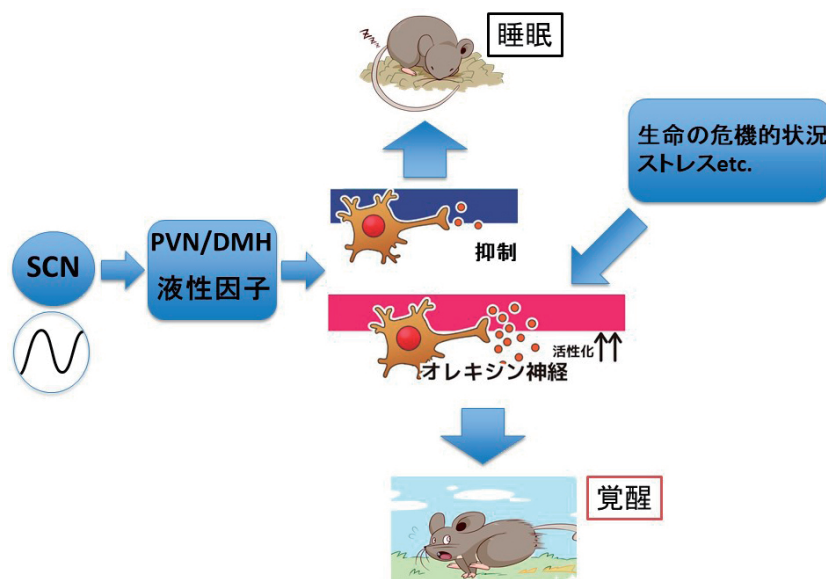 zzzz
睡眠
生命の危機的状況
ストレスetc.
SCN
PVN/DMH
液性因子
抑制
活性化
オレキシン神経
覚醒